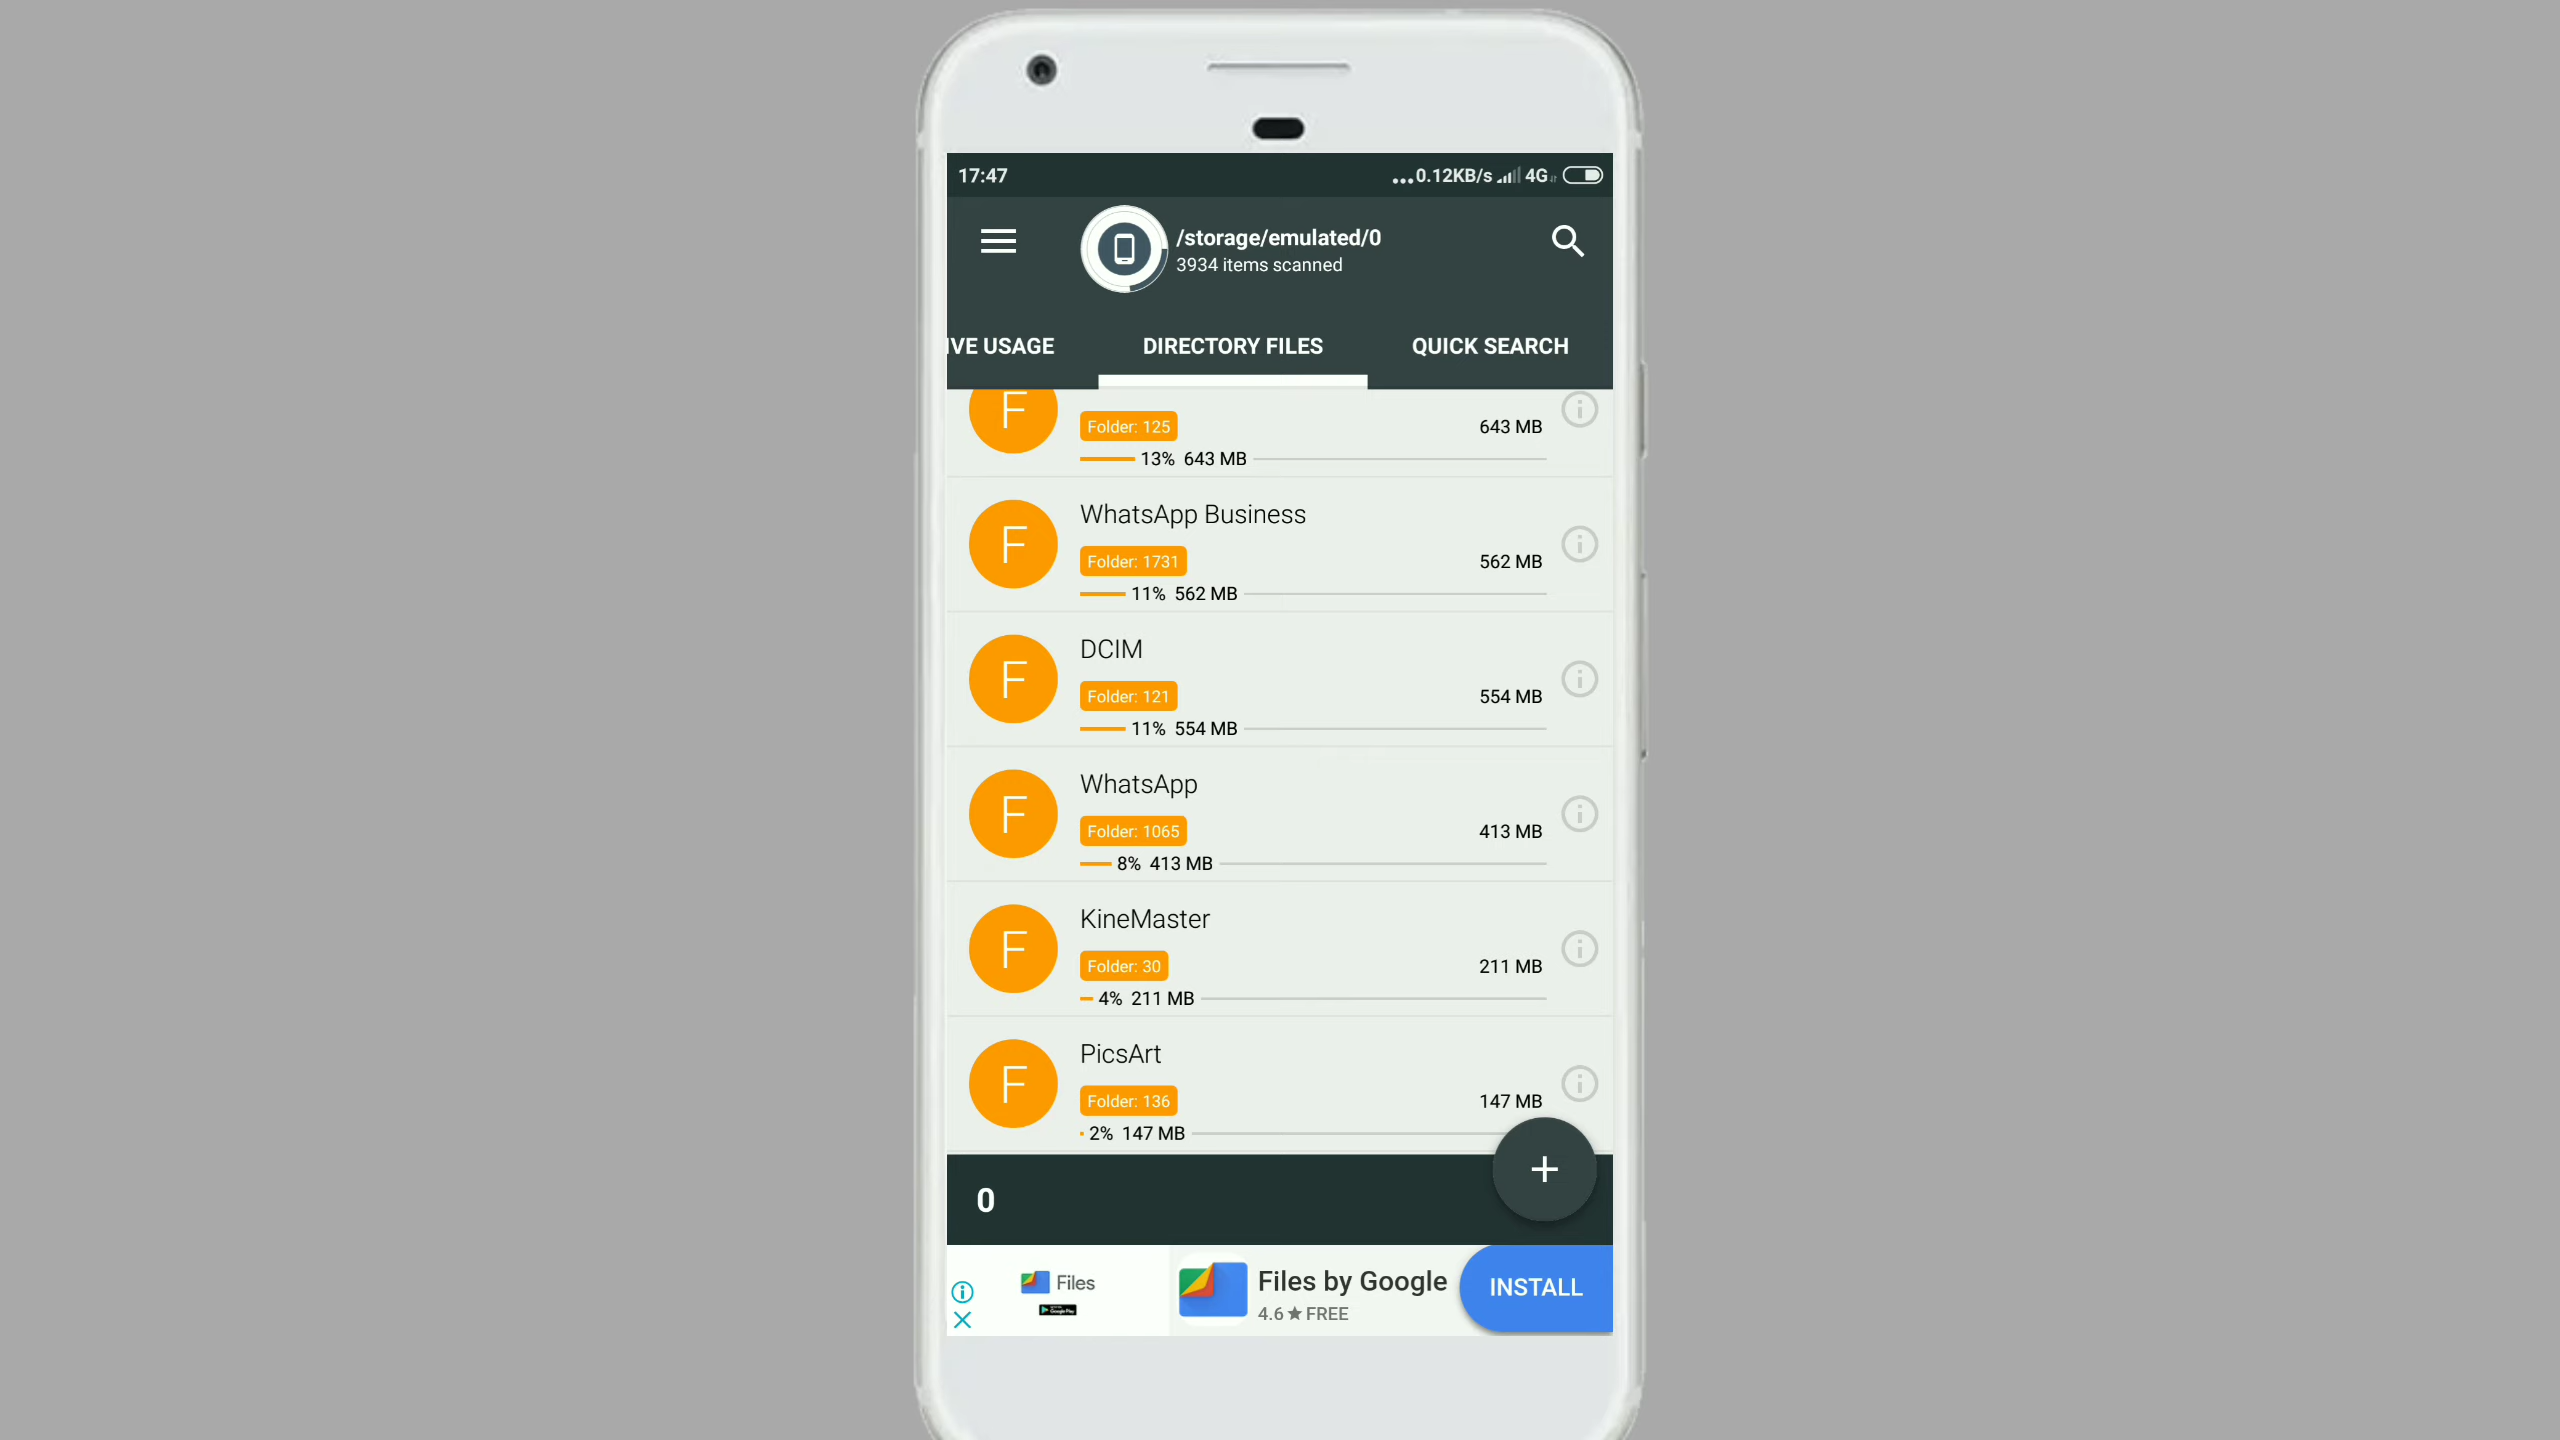 17:47
...0.12KB/s 4G
/storage/emulated/0
3934 items scanned
IVE USAGE DIRECTORY FILES QUICK SEARCH
F
Folder: 125 643 MB
13% 643 MB
WhatsApp Business
F
Folder: 1731 562 MB
11% 562 MB
DCIM
F
Folder: 121 554 MB
11% 554 MB
WhatsApp
F
Folder: 1065 413 MB
8% 413 MB
KineMaster
F
Folder: 30 211 MB
4% 211 MB
PicsArt
F
Folder: 136 147 MB
2% 147 MB
+
0
Files
Google Play
Files by Google
4.6★FREE
INSTALL